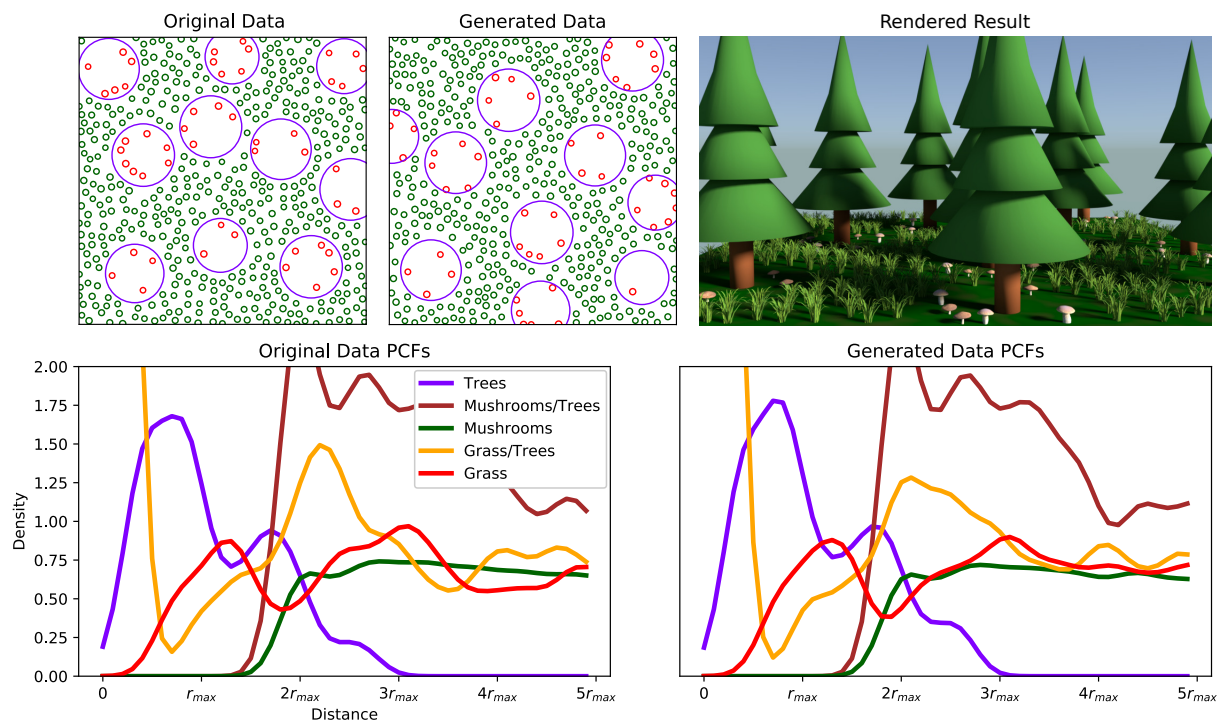 Original Data
Generated Data
Rendered Result
Original Data PCFs
Generated Data PCFs
2.00
1.75
1.50
1.25
1.00
0.75
0.50
0.25
0.00
Density
Trees
Mushrooms/Trees
Mushrooms
Grass/Trees
Grass
0 r_max 2r_max 3r_max 4r_max 5r_max
0 r_max 2r_max 3r_max 4r_max 5r_max
Distance